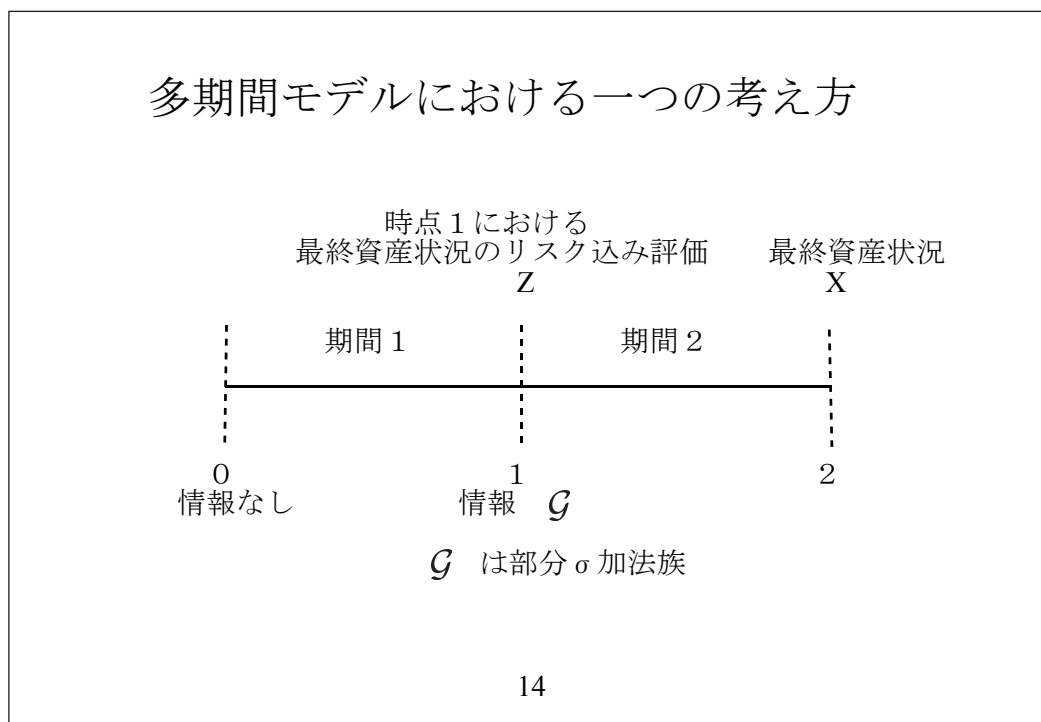 多期間モデルにおける一つの考え方
時点１における
最終資産状況のリスク込み評価 最終資産状況
Z X
期間１ 期間２
0 1 2
情報なし 情報 𝒢
𝒢 は部分σ加法族
14